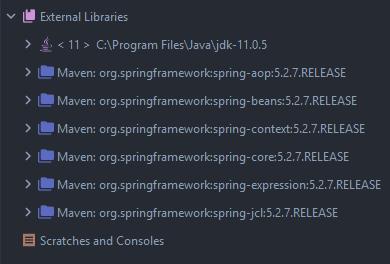 External Libraries
< 11 > C:\Program Files\Java\jdk-11.0.5
Maven: org.springframework:spring-aop:5.2.7.RELEASE
Maven: org.springframework:spring-beans:5.2.7.RELEASE
Maven: org.springframework:spring-context:5.2.7.RELEASE
Maven: org.springframework:spring-core:5.2.7.RELEASE
Maven: org.springframework:spring-expression:5.2.7.RELEASE
Maven: org.springframework:spring-jcl:5.2.7.RELEASE
Scratches and Consoles